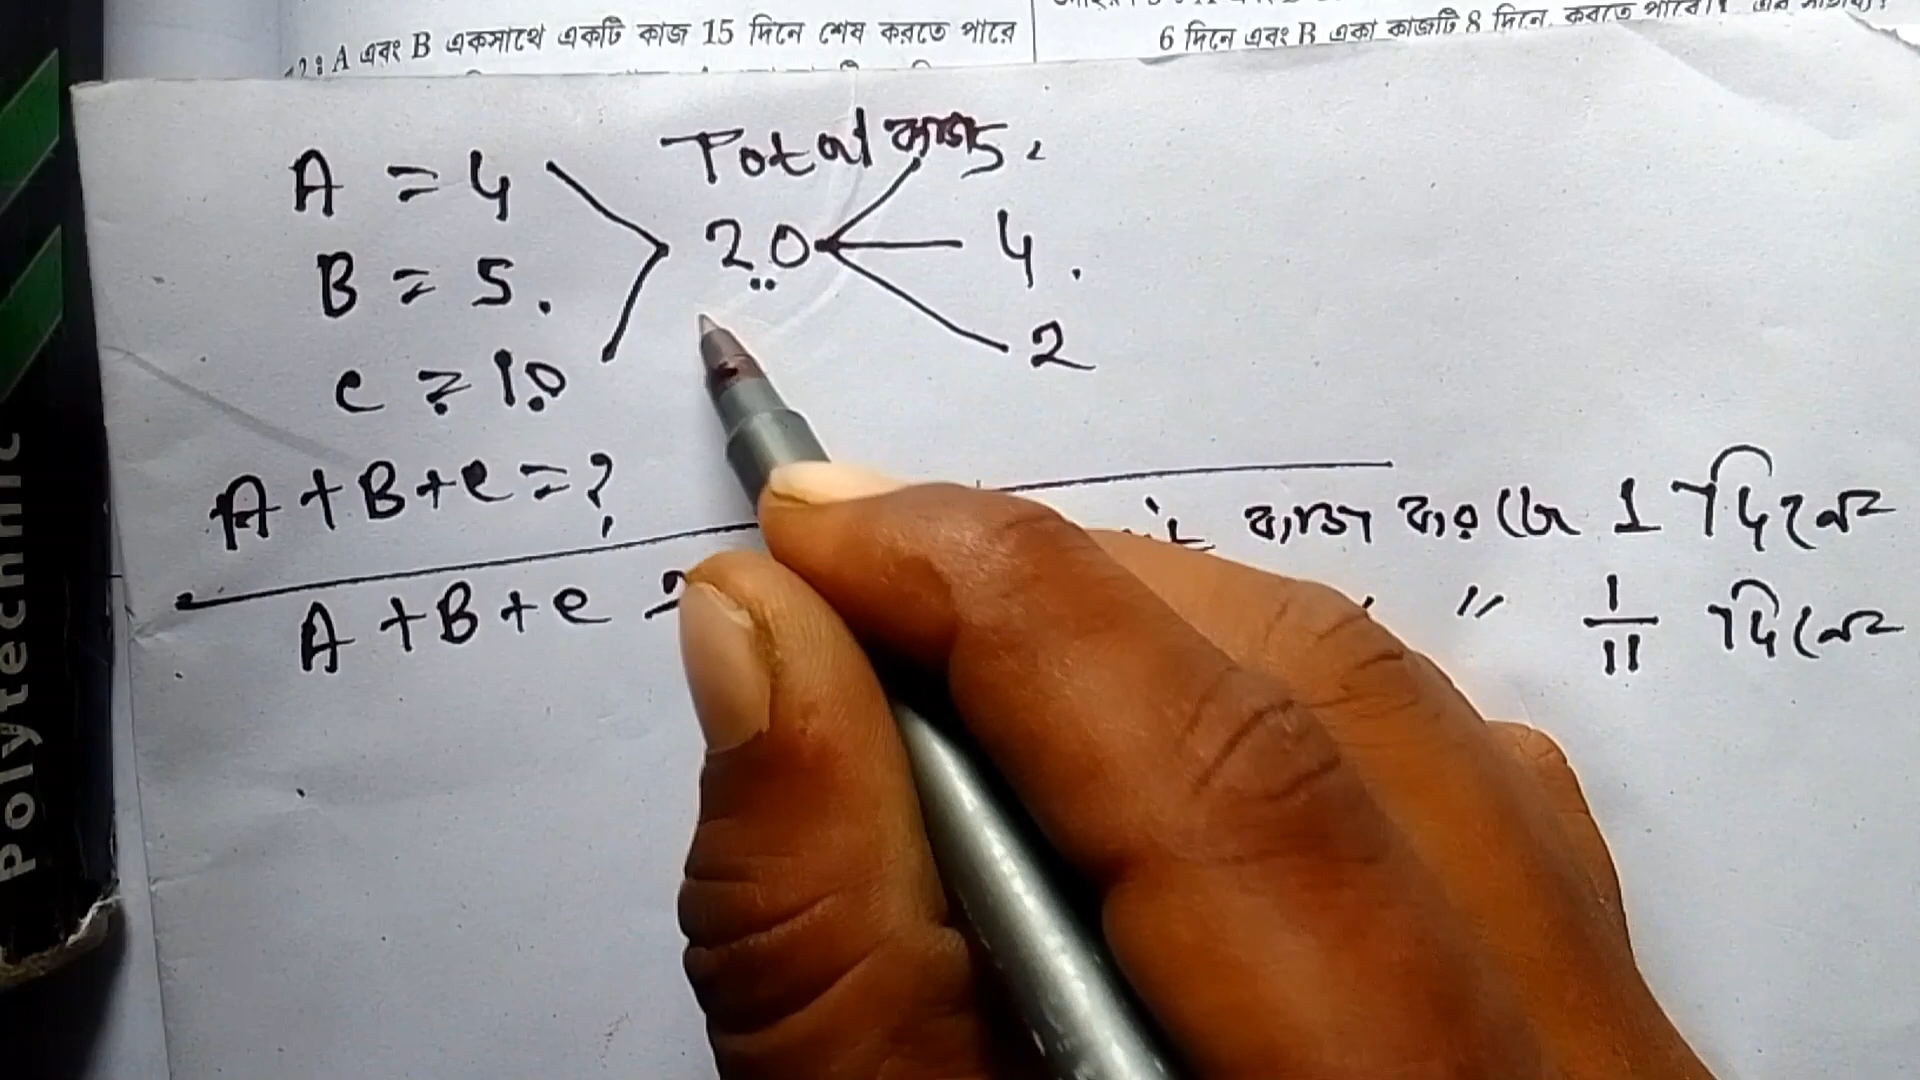 A এবং B একসাথে একটি কাজ 15 দিনে শেষ করতে পারে
6 দিনে এবং B একা কাজটি 8 দিনে করতে পারে।
Total কাজ
A = 4
5
20
4
B = 5
2
C = 10
A + B + C = ?
কাজ করে 1 দিনে
A + B + C
" 1/11 দিনে
Polytechnic